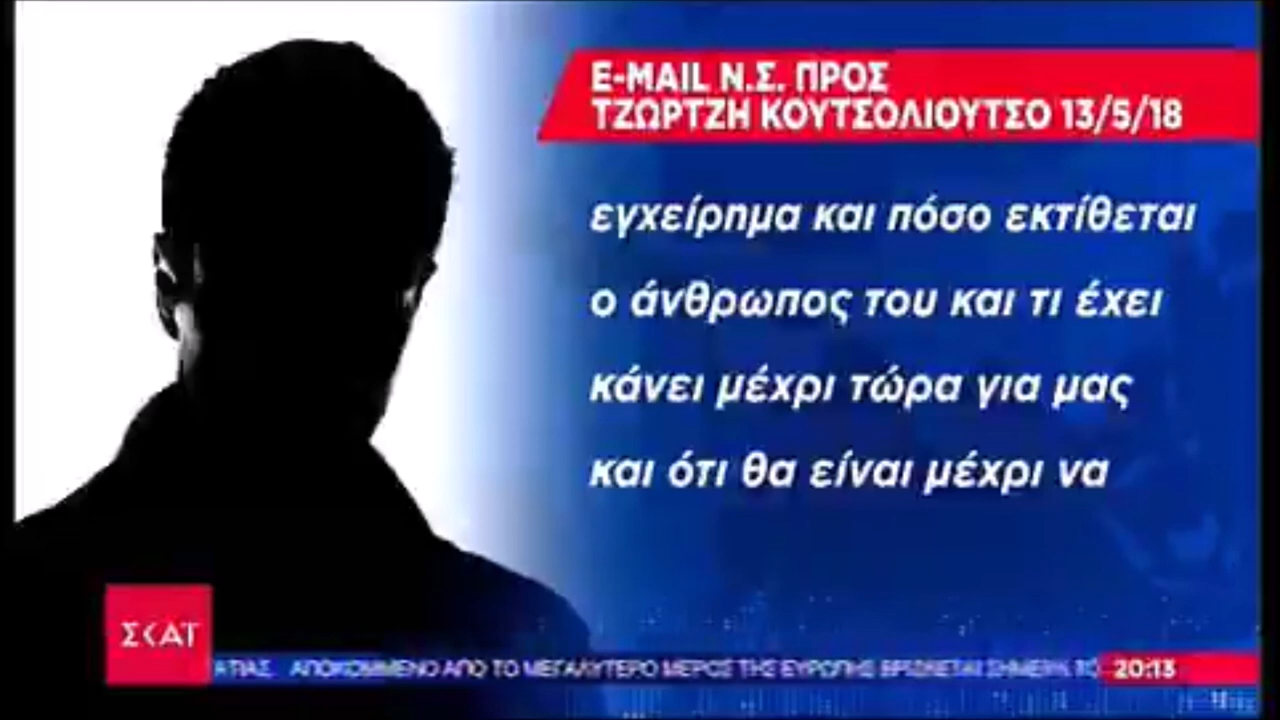 E-MAIL Ν.Σ. ΠΡΟΣ
ΤΖΩΡΤΖΗ ΚΟΥΤΣΟΛΙΟΥΤΣΟ 13/5/18
εγχείρημα και πόσο εκτίθεται
ο άνθρωπος του και τι έχει
κάνει μέχρι τώρα για μας
και ότι θα είναι μέχρι να
ΣΚΑΪ
ΑΠΟΚΟΜΜΕΝΟ ΑΠΟ ΤΟ ΜΕΓΑΛΥΤΕΡΟ ΜΕΡΟΣ ΤΗΣ ΕΥΡΩΠΗΣ ΒΡΙΣΚΕΤΑΙ ΣΗΜΕΡΑ ΤΟ 20:13